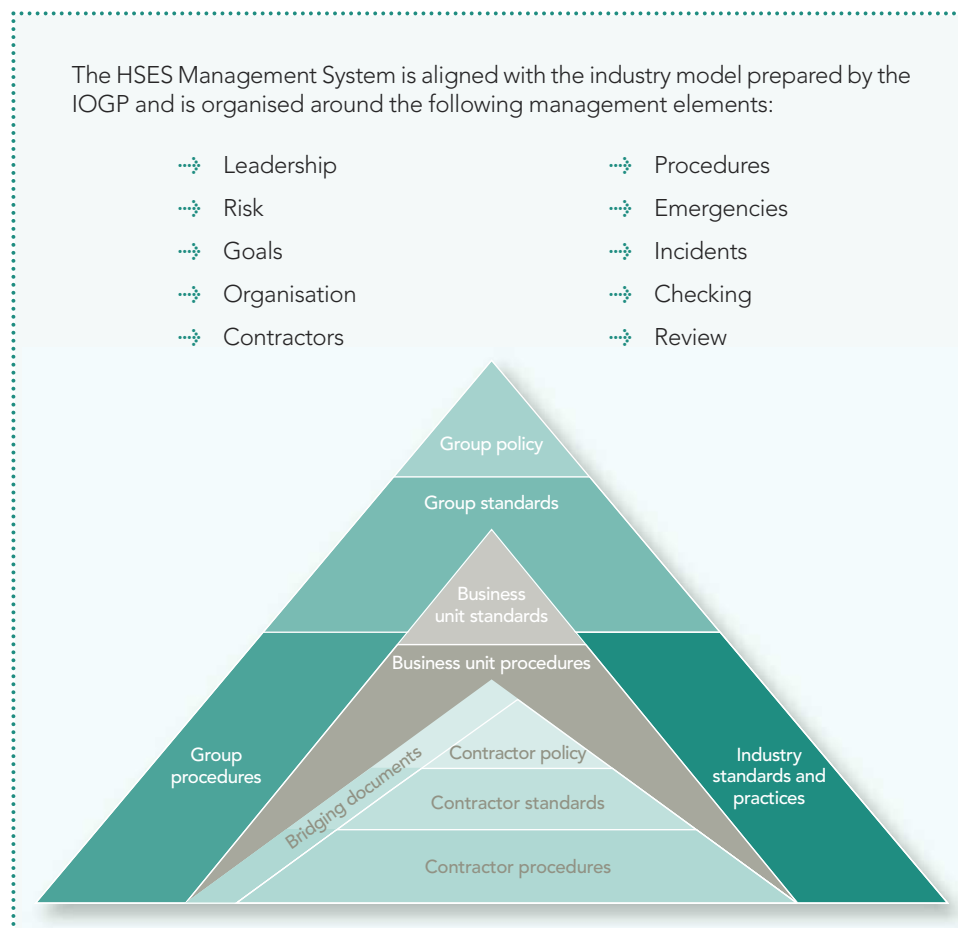 The HSES Management System is aligned with the industry model prepared by the
IOGP and is organised around the following management elements:
Leadership
Risk
Goals
Organisation
Contractors
Procedures
Emergencies
Incidents
Checking
Review
Group policy
Group standards
Business
unit standards
Business unit procedures
Group
procedures
Bridging documents
Contractor policy
Contractor standards
Contractor procedures
Industry
standards and
practices